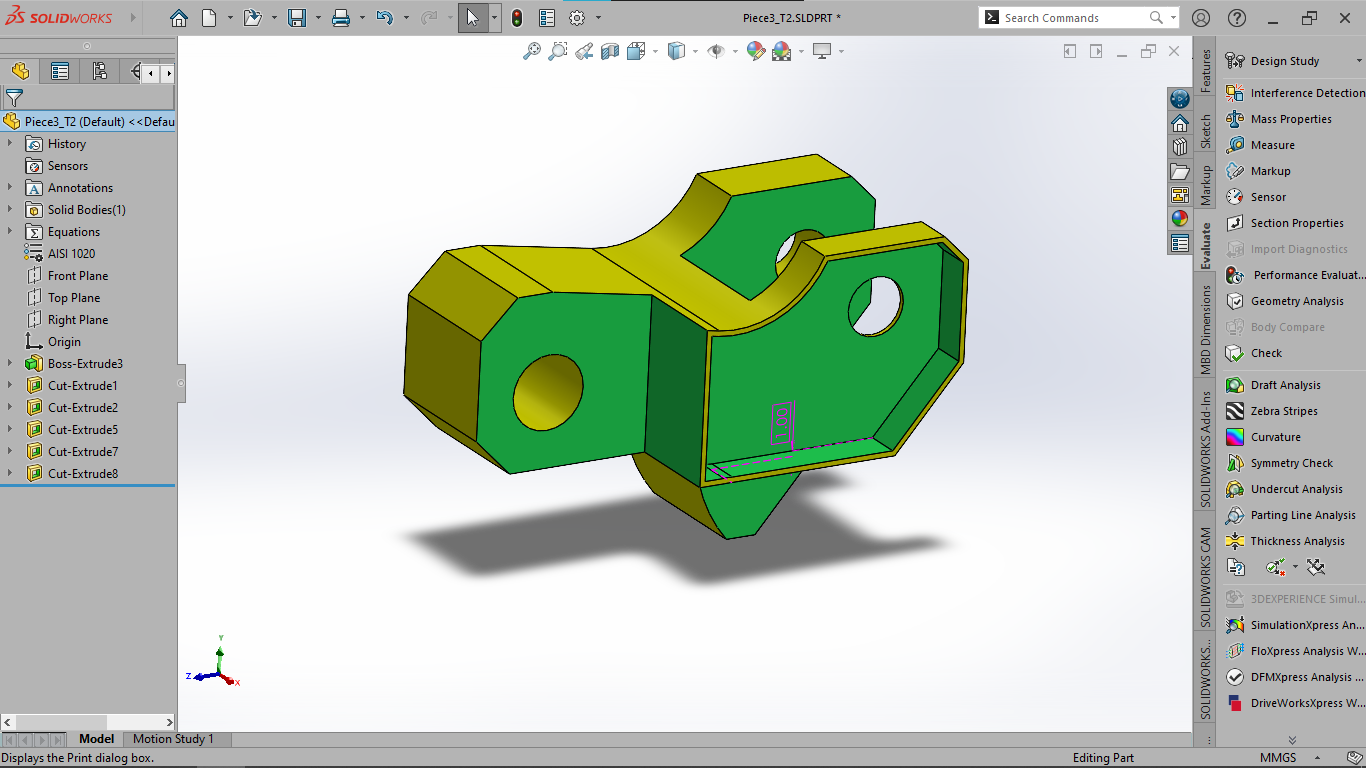 SOLIDWORKS
Piece3_T2.SLDPRT *
Search Commands
Piece3_T2 (Default) <<Defau
History
Sensors
Annotations
Solid Bodies(1)
Equations
AISI 1020
Front Plane
Top Plane
Right Plane
Origin
Boss-Extrude3
Cut-Extrude1
Cut-Extrude2
Cut-Extrude5
Cut-Extrude7
Cut-Extrude8
Y
Z
X
Features
Sketch
Markup
Evaluate
MBD Dimensions
SOLIDWORKS Add-Ins
SOLIDWORKS CAM
SOLIDWORKS...
Design Study
Interference Detection
Mass Properties
Measure
Markup
Sensor
Section Properties
Import Diagnostics
Performance Evaluat...
Geometry Analysis
Body Compare
Check
Draft Analysis
Zebra Stripes
Curvature
Symmetry Check
Undercut Analysis
Parting Line Analysis
Thickness Analysis
3DEXPERIENCE Simul...
SimulationXpress An...
FloXpress Analysis W...
DFMXpress Analysis ...
DriveWorksXpress W...
Model
Motion Study 1
Displays the Print dialog box.
Editing Part
MMGS